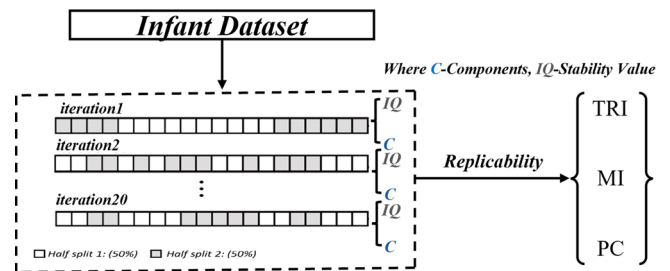 Infant Dataset
Where C-Components, IQ-Stability Value
iteration1
IQ
C
iteration2
IQ
C
iteration20
IQ
C
Half split 1: (50%) Half split 2: (50%)
Replicability
TRI
MI
PC